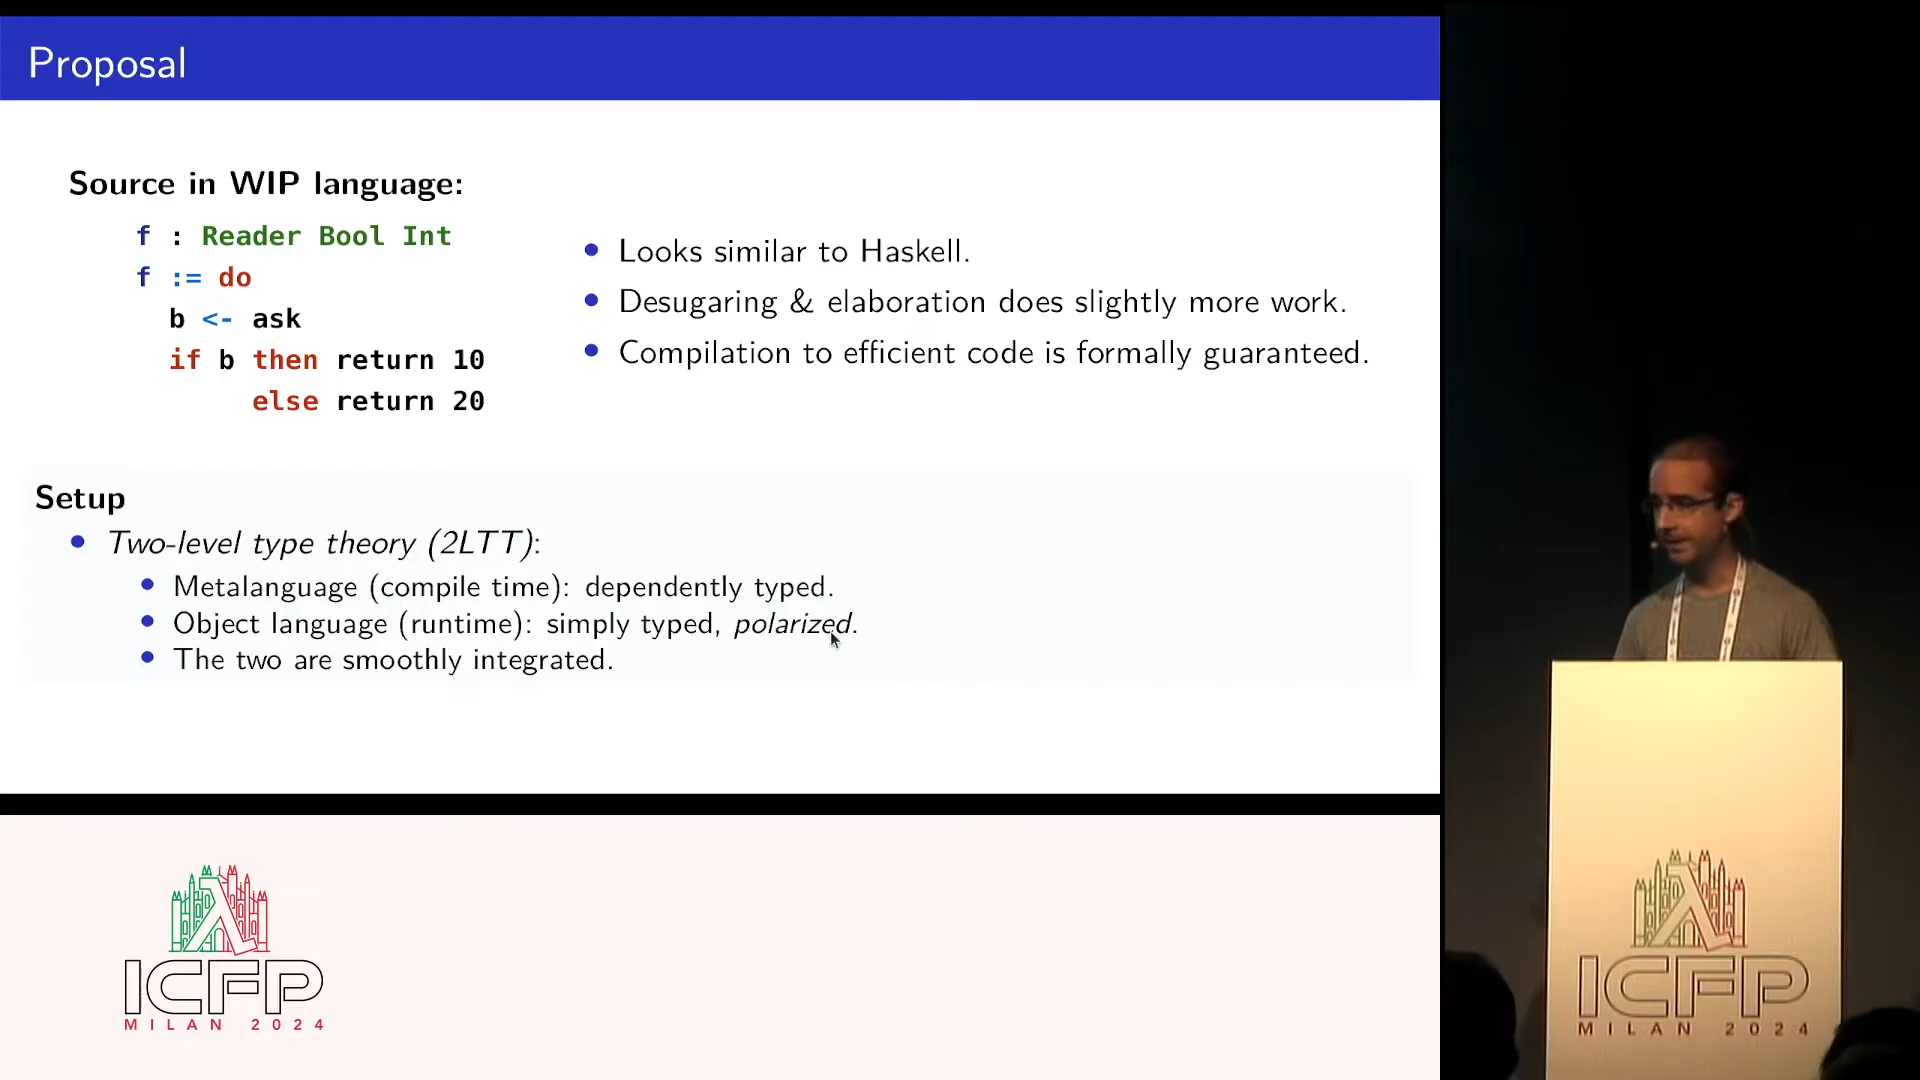 Proposal
Source in WIP language:
f : Reader Bool Int
f := do
b <- ask
if b then return 10
else return 20
• Looks similar to Haskell.
• Desugaring & elaboration does slightly more work.
• Compilation to efficient code is formally guaranteed.
Setup
• Two-level type theory (2LTT):
• Metalanguage (compile time): dependently typed.
• Object language (runtime): simply typed, polarized.
• The two are smoothly integrated.
ICFP
MILAN 2024
ICFP
MILAN 2024